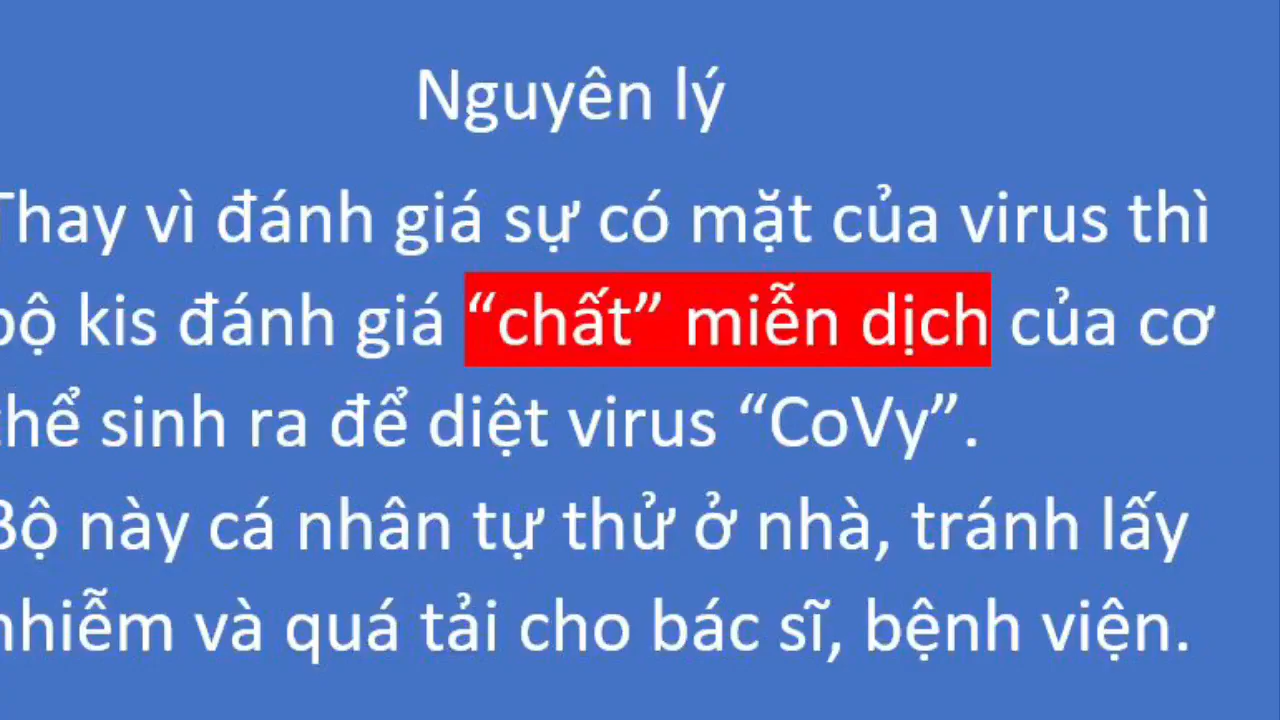 Nguyên lý
Thay vì đánh giá sự có mặt của virus thì
bộ kis đánh giá “chất” miễn dịch của cơ
thể sinh ra để diệt virus “CoVy”.
Bộ này cá nhân tự thử ở nhà, tránh lấy
nhiễm và quá tải cho bác sĩ, bệnh viện.